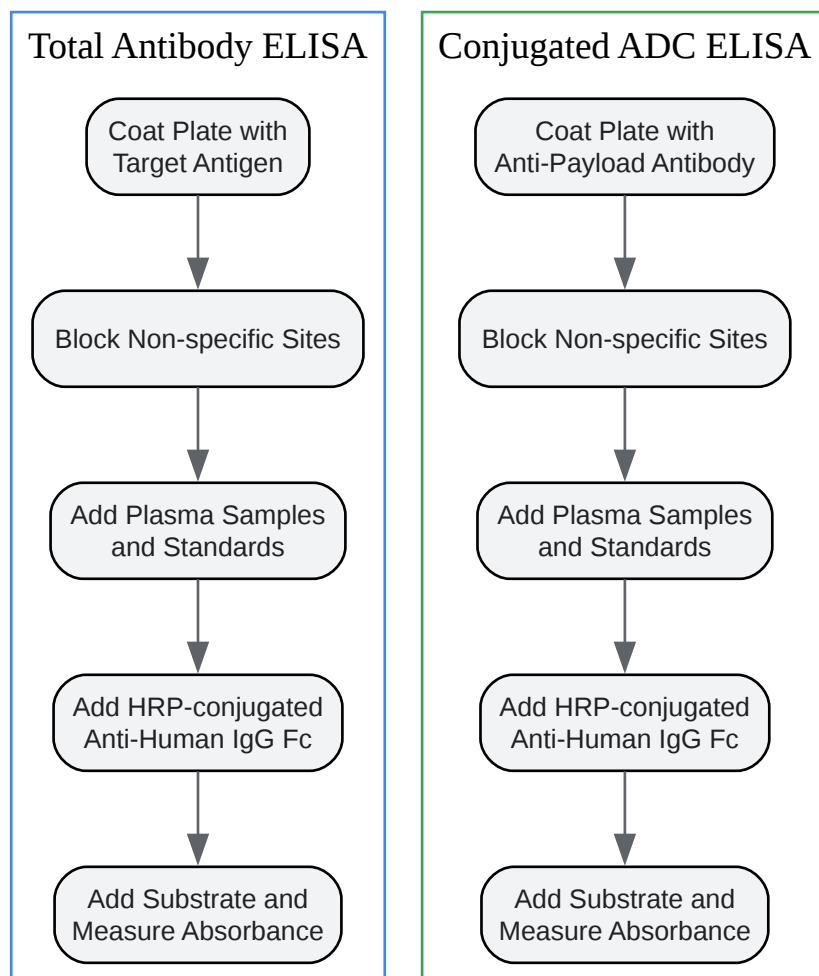 Total Antibody ELISA
Coat Plate with
Target Antigen
Block Non-specific Sites
Add Plasma Samples
and Standards
Add HRP-conjugated
Anti-Human IgG Fc
Add Substrate and
Measure Absorbance
Conjugated ADC ELISA
Coat Plate with
Anti-Payload Antibody
Block Non-specific Sites
Add Plasma Samples
and Standards
Add HRP-conjugated
Anti-Human IgG Fc
Add Substrate and
Measure Absorbance